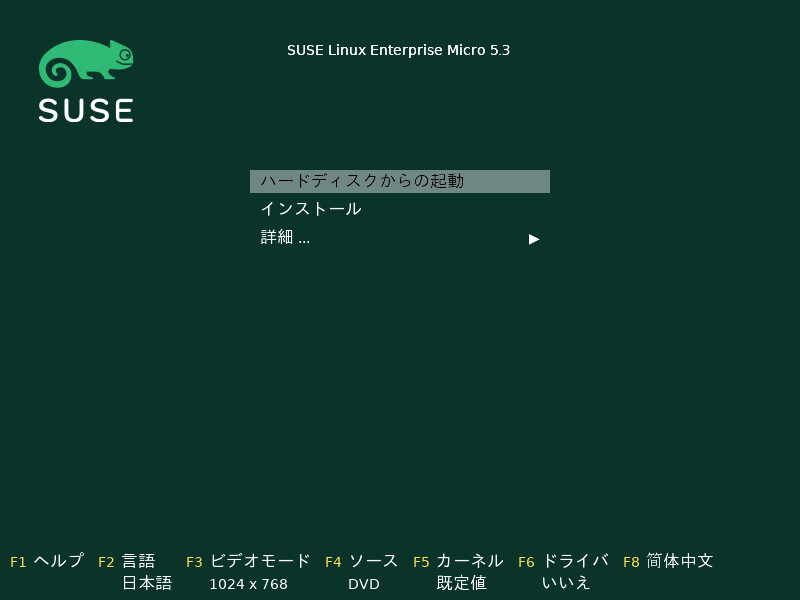 SUSE
SUSE Linux Enterprise Micro 5.3
ハードディスクからの起動
インストール
詳細 ...
F1 ヘルプ F2 言語 F3 ビデオモード F4 ソース F5 カーネル F6 ドライバ F8 简体中文
日本語 1024 x 768 DVD 既定値 いいえ